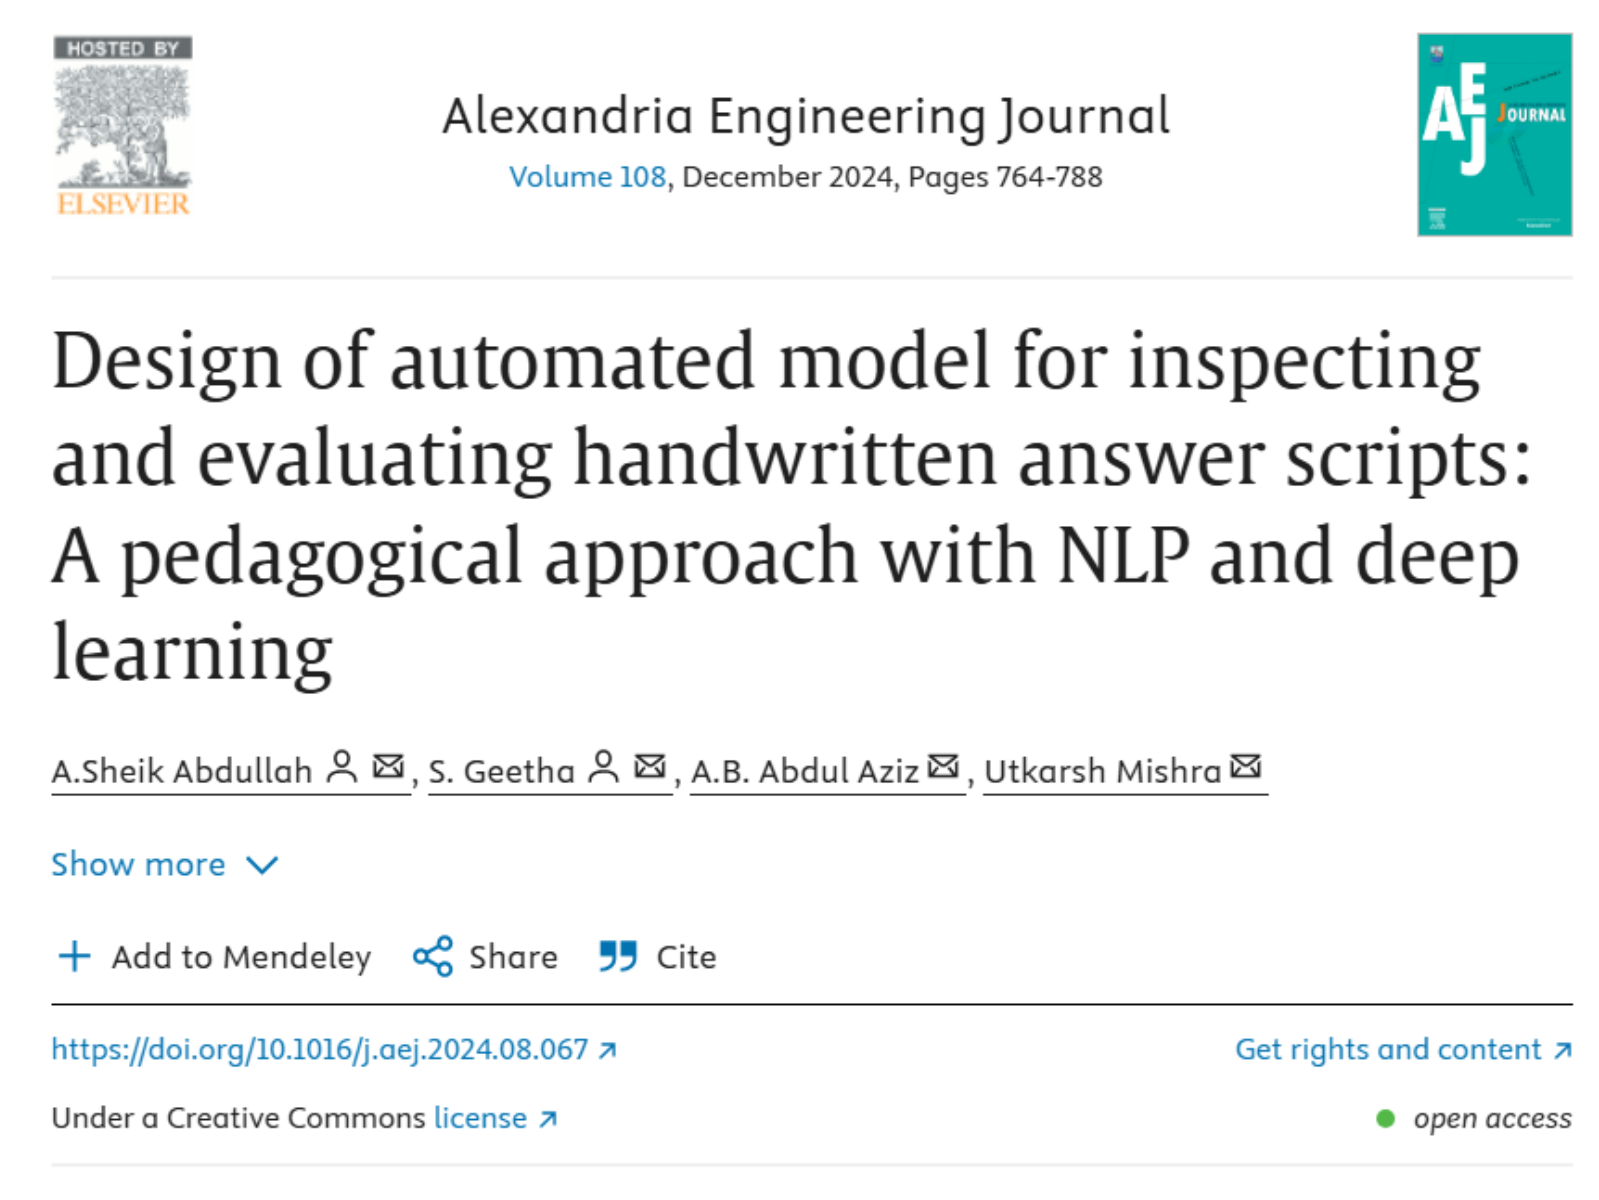 HOSTED BY
ELSEVIER
Alexandria Engineering Journal
Volume 108, December 2024, Pages 764-788
AEJ JOURNAL
Design of automated model for inspecting
and evaluating handwritten answer scripts:
A pedagogical approach with NLP and deep
learning
A.Sheik Abdullah, S. Geetha, A.B. Abdul Aziz, Utkarsh Mishra
Show more
Add to Mendeley Share Cite
https://doi.org/10.1016/j.aej.2024.08.067 Get rights and content
Under a Creative Commons license open access